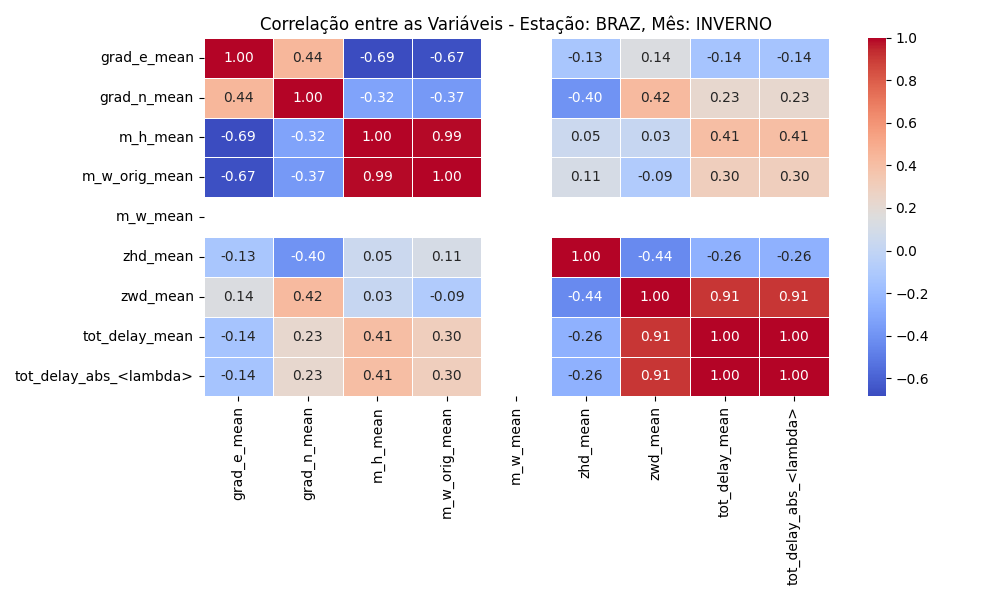 Correlação entre as Variáveis - Estação: BRAZ, Mês: INVERNO
grad_e_mean 1.00 0.44 -0.69 -0.67 -0.13 0.14 -0.14 -0.14
grad_n_mean 0.44 1.00 -0.32 -0.37 -0.40 0.42 0.23 0.23
m_h_mean -0.69 -0.32 1.00 0.99 0.05 0.03 0.41 0.41
m_w_orig_mean -0.67 -0.37 0.99 1.00 0.11 -0.09 0.30 0.30
m_w_mean
zhd_mean -0.13 -0.40 0.05 0.11 1.00 -0.44 -0.26 -0.26
zwd_mean 0.14 0.42 0.03 -0.09 -0.44 1.00 0.91 0.91
tot_delay_mean -0.14 0.23 0.41 0.30 -0.26 0.91 1.00 1.00
tot_delay_abs_<lambda> -0.14 0.23 0.41 0.30 -0.26 0.91 1.00 1.00
grad_e_mean
grad_n_mean
m_h_mean
m_w_orig_mean
m_w_mean
zhd_mean
zwd_mean
tot_delay_mean
tot_delay_abs_<lambda>
1.0
0.8
0.6
0.4
0.2
0.0
−0.2
−0.4
−0.6